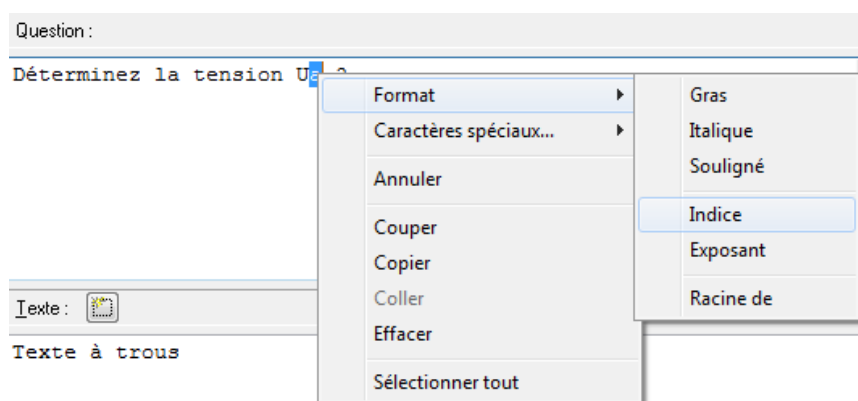 Question :
Déterminez la tension Ua ?
Format
Caractères spéciaux...
Annuler
Couper
Copier
Coller
Effacer
Sélectionner tout
Gras
Italique
Souligné
Indice
Exposant
Racine de
Texte :
Texte à trous